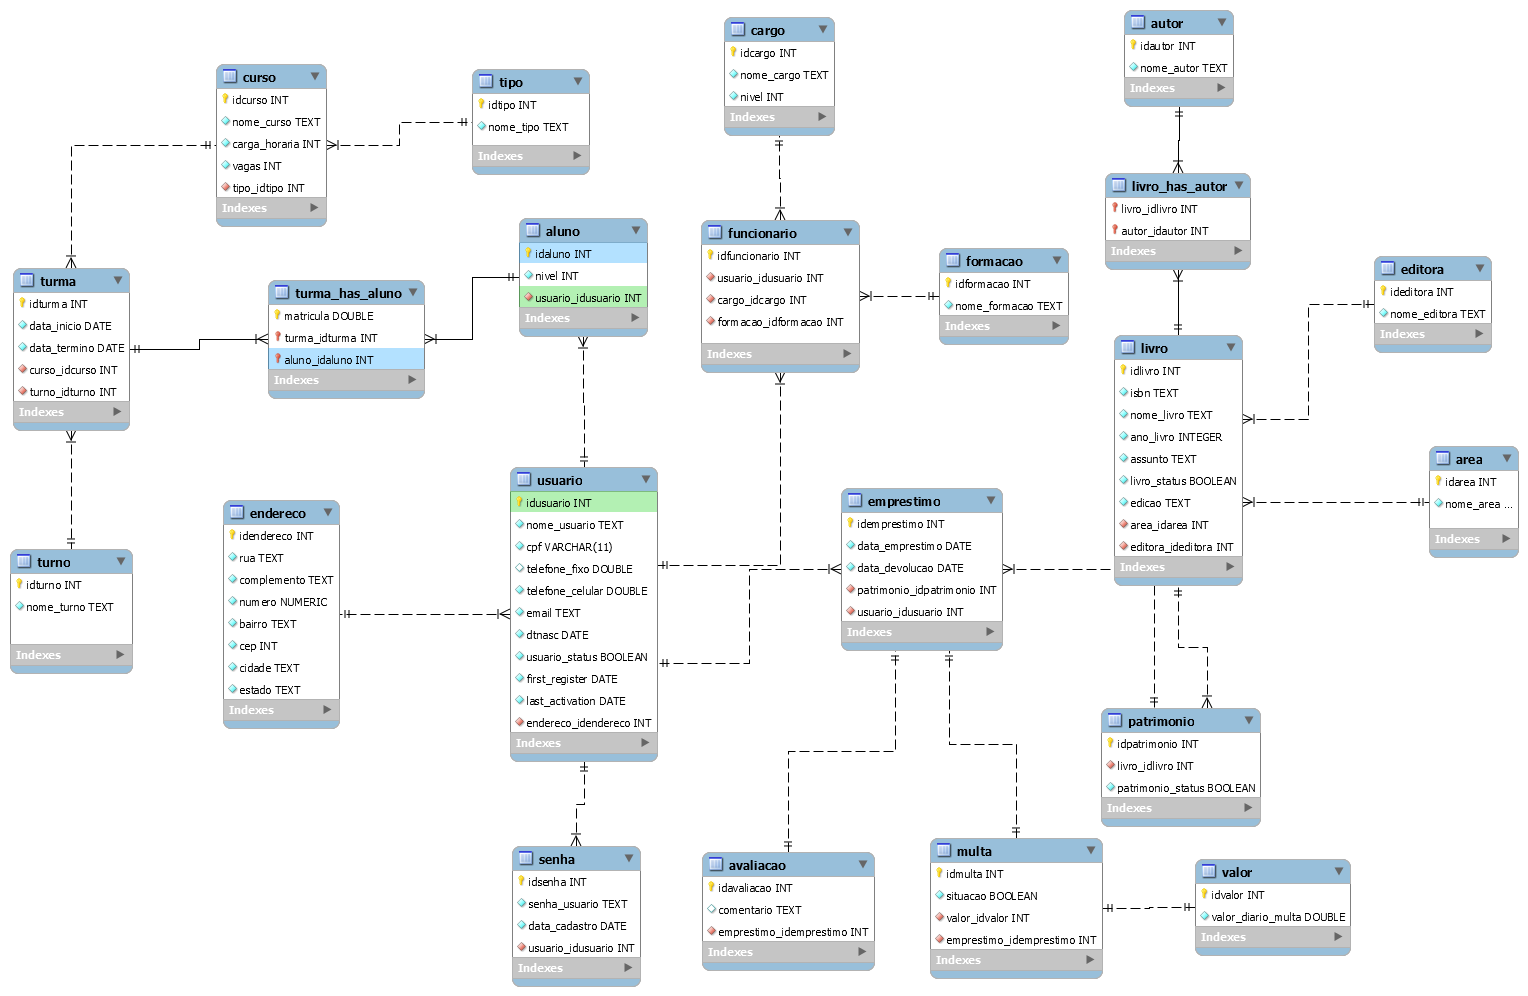 curso
idcurso INT
nome_curso TEXT
carga_horaria INT
vagas INT
tipo_idtipo INT
Indexes
tipo
idtipo INT
nome_tipo TEXT
Indexes
cargo
idcargo INT
nome_cargo TEXT
nivel INT
Indexes
autor
idautor INT
nome_autor TEXT
Indexes
turma
idturma INT
data_inicio DATE
data_termino DATE
curso_idcurso INT
turno_idturno INT
Indexes
turma_has_aluno
matricula DOUBLE
turma_idturma INT
aluno_idaluno INT
Indexes
aluno
idaluno INT
nivel INT
usuario_idusuario INT
Indexes
funcionario
idfuncionario INT
usuario_idusuario INT
cargo_idcargo INT
formacao_idformacao INT
Indexes
formacao
idformacao INT
nome_formacao TEXT
Indexes
livro_has_autor
livro_idlivro INT
autor_idautor INT
Indexes
editora
ideditora INT
nome_editora TEXT
Indexes
livro
idlivro INT
isbn TEXT
nome_livro TEXT
ano_livro INTEGER
assunto TEXT
livro_status BOOLEAN
edicao TEXT
area_idarea INT
editora_ideditora INT
Indexes
area
idarea INT
nome_area ...
Indexes
turno
idturno INT
nome_turno TEXT
Indexes
endereco
idendereco INT
rua TEXT
complemento TEXT
numero NUMERIC
bairro TEXT
cep INT
cidade TEXT
estado TEXT
Indexes
usuario
idusuario INT
nome_usuario TEXT
cpf VARCHAR(11)
telefone_fixo DOUBLE
telefone_celular DOUBLE
email TEXT
dtnasc DATE
usuario_status BOOLEAN
first_register DATE
last_activation DATE
endereco_idendereco INT
Indexes
emprestimo
idemprestimo INT
data_emprestimo DATE
data_devolucao DATE
patrimonio_idpatrimonio INT
usuario_idusuario INT
Indexes
patrimonio
idpatrimonio INT
livro_idlivro INT
patrimonio_status BOOLEAN
Indexes
senha
idsenha INT
senha_usuario TEXT
data_cadastro DATE
usuario_idusuario INT
Indexes
avaliacao
idavaliacao INT
comentario TEXT
emprestimo_idemprestimo INT
Indexes
multa
idmulta INT
situacao BOOLEAN
valor_idvalor INT
emprestimo_idemprestimo INT
Indexes
valor
idvalor INT
valor_diario_multa DOUBLE
Indexes